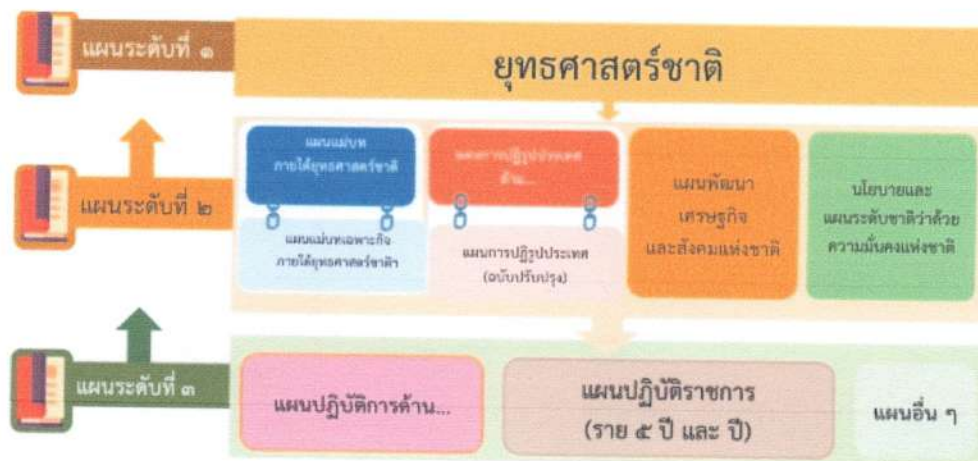 แผนระดับที่ ๑
ยุทธศาสตร์ชาติ
แผนระดับที่ ๒
แผนแม่บท
ภายใต้ยุทธศาสตร์ชาติ
แผนแม่บทเฉพาะกิจ
ภายใต้ยุทธศาสตร์ชาติฯ
แผนการปฏิรูปประเทศ
ด้าน...
แผนการปฏิรูปประเทศ
(ฉบับปรับปรุง)
แผนพัฒนา
เศรษฐกิจ
และสังคมแห่งชาติ
นโยบายและ
แผนระดับชาติว่าด้วย
ความมั่นคงแห่งชาติ
แผนระดับที่ ๓
แผนปฏิบัติการด้าน...
แผนปฏิบัติราชการ
(ราย ๕ ปี และ ปี)
แผนอื่น ๆ